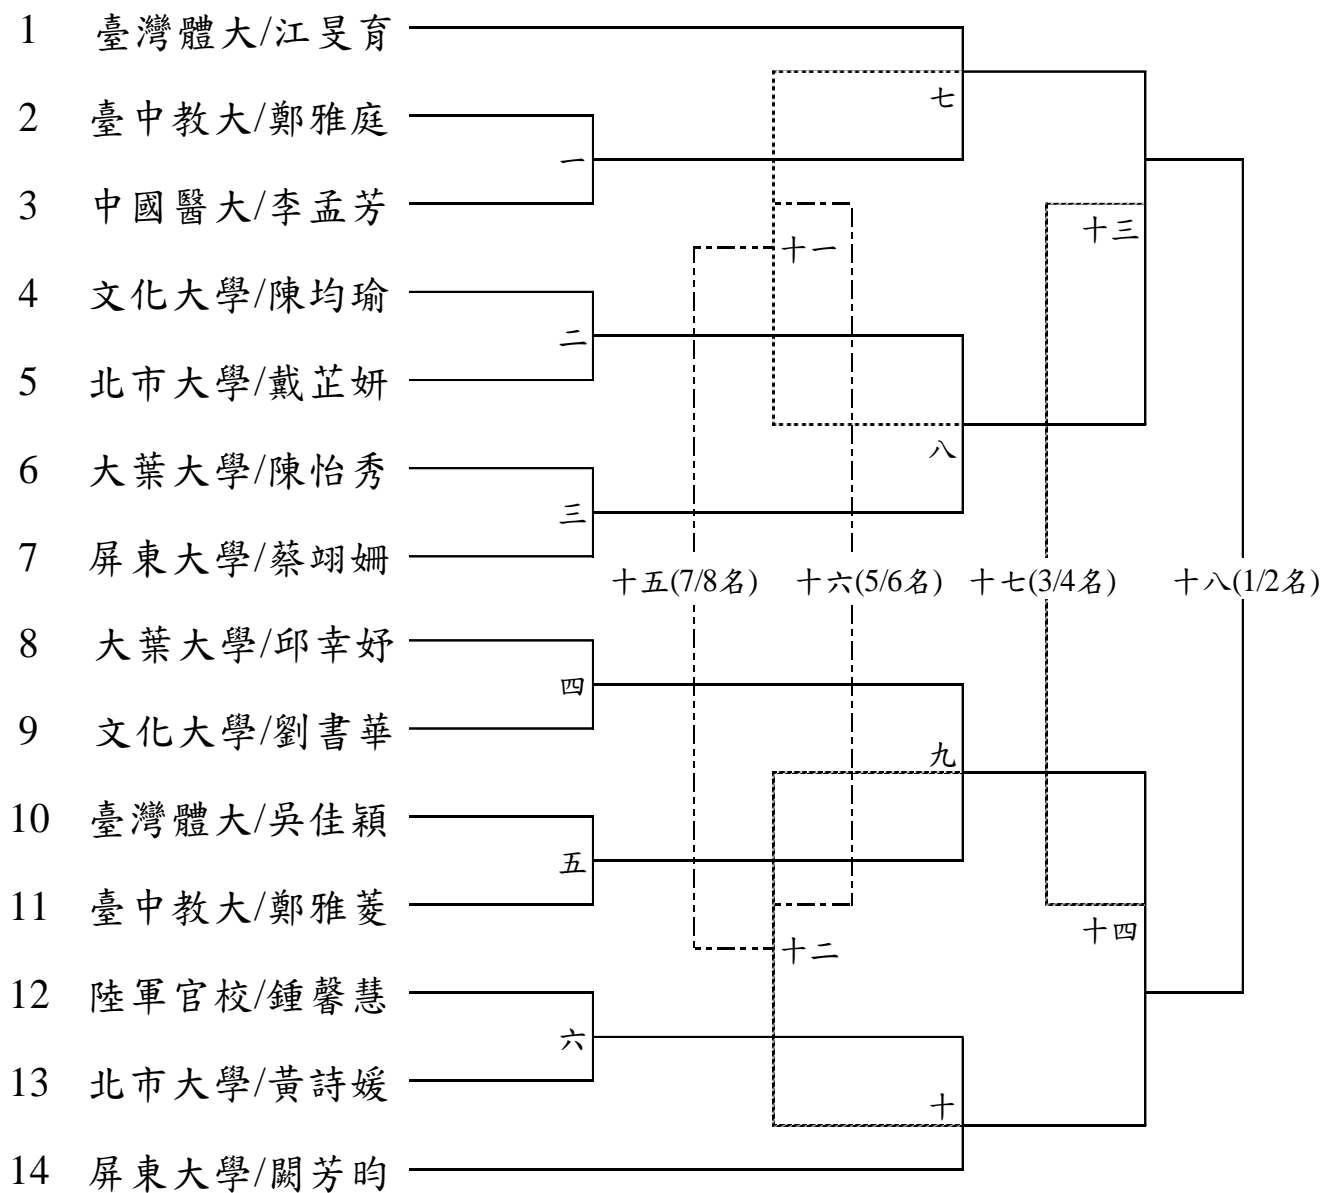 1 臺灣體大/江旻育
七
2 臺中教大/鄭雅庭
一
3 中國醫大/李孟芳
十三
十一
4 文化大學/陳均瑜
二
5 北市大學/戴芷妍
八
6 大葉大學/陳怡秀
三
7 屏東大學/蔡翊姍
十五(7/8名) 十六(5/6名) 十七(3/4名) 十八(1/2名)
8 大葉大學/邱幸妤
四
9 文化大學/劉書華
九
10 臺灣體大/吳佳穎
五
11 臺中教大/鄭雅菱
十四
十二
12 陸軍官校/鍾馨慧
六
13 北市大學/黃詩媛
十
14 屏東大學/闕芳昀